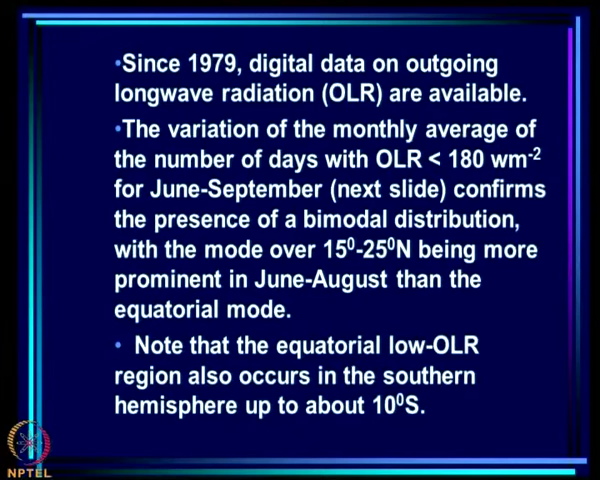 •Since 1979, digital data on outgoing
longwave radiation (OLR) are available.
•The variation of the monthly average of
the number of days with OLR < 180 wm⁻²
for June-September (next slide) confirms
the presence of a bimodal distribution,
with the mode over 15⁰-25⁰N being more
prominent in June-August than the
equatorial mode.
• Note that the equatorial low-OLR
region also occurs in the southern
hemisphere up to about 10⁰S.
NPTEL